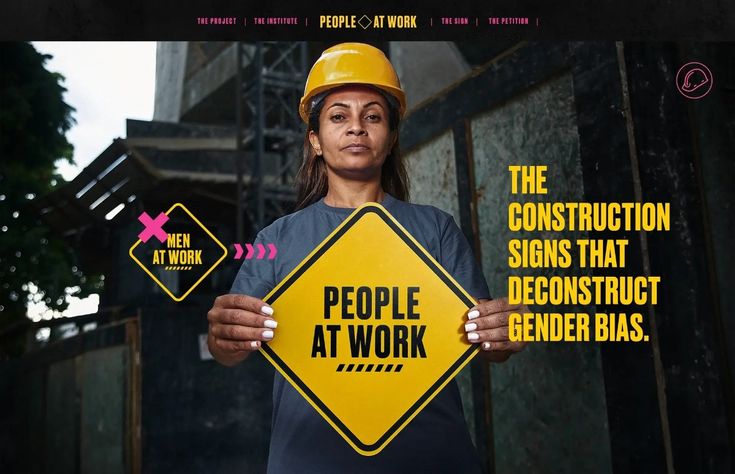 THE PROJECT | THE INSTITUTE | PEOPLE AT WORK | THE SIGN | THE PETITION |
MEN
AT WORK
PEOPLE
AT WORK
THE
CONSTRUCTION
SIGNS THAT
DECONSTRUCT
GENDER BIAS.